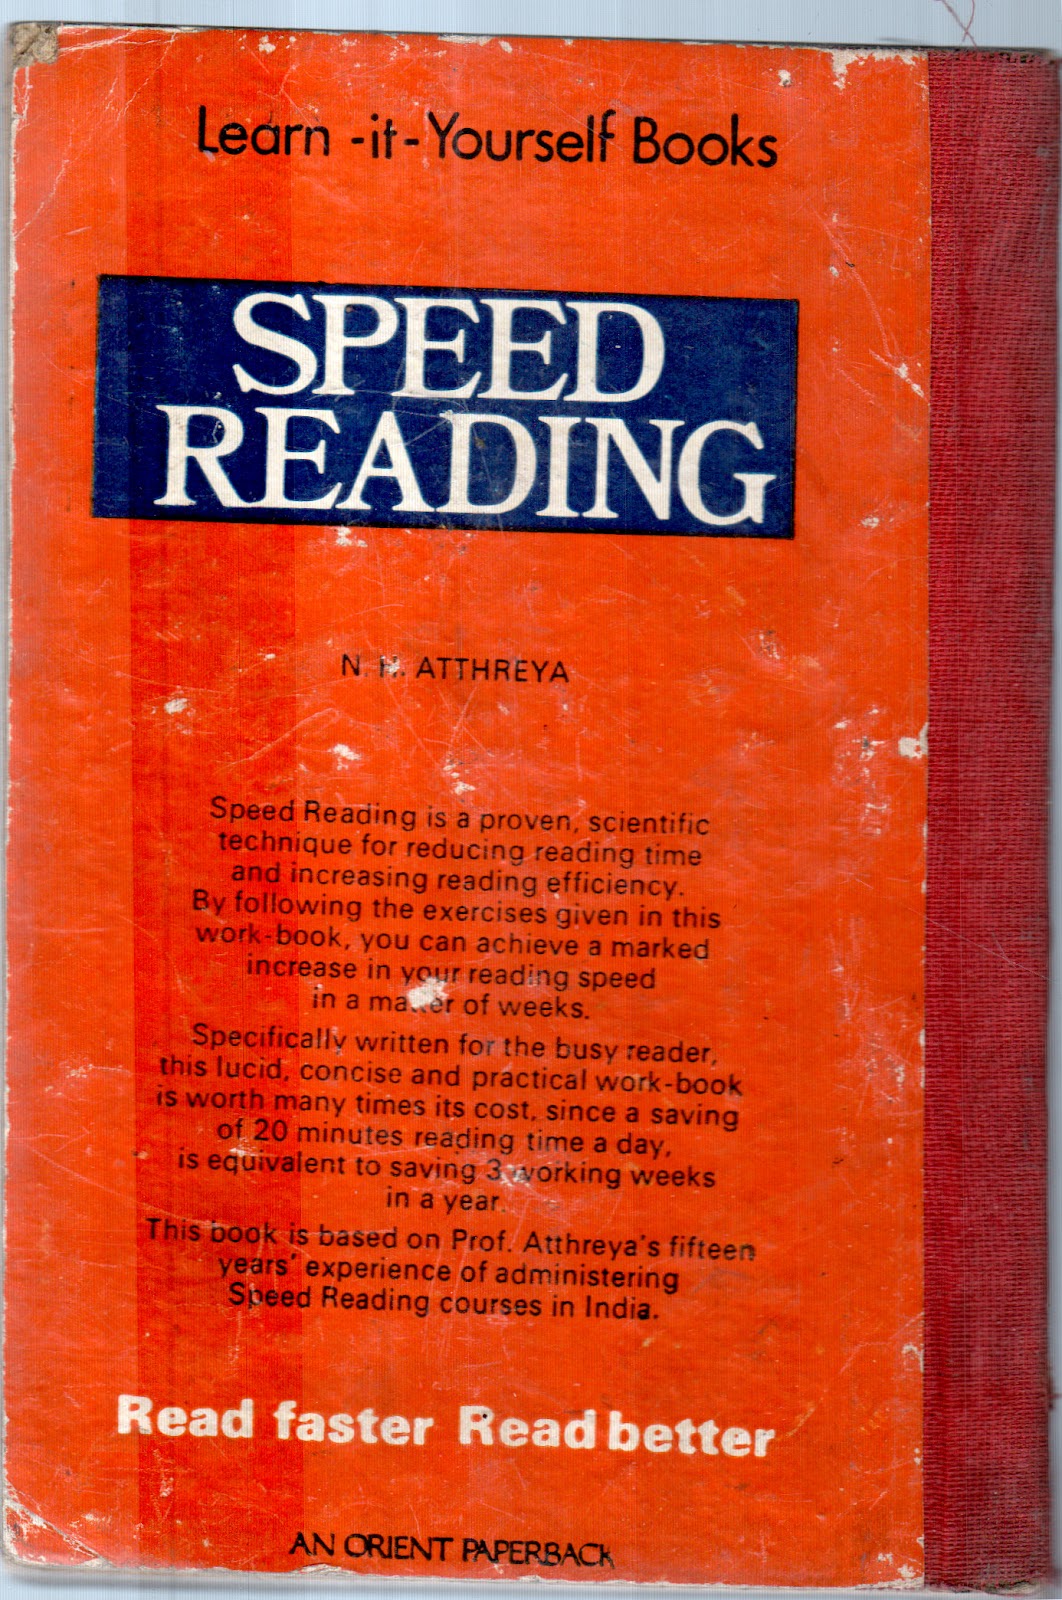 Learn -it- Yourself Books
SPEED
READING
N. H. ATTHREYA
Speed Reading is a proven, scientific
technique for reducing reading time
and increasing reading efficiency.
By following the exercises given in this
work-book, you can achieve a marked
increase in your reading speed
in a matter of weeks.
Specifically written for the busy reader,
this lucid, concise and practical work-book
is worth many times its cost, since a saving
of 20 minutes reading time a day,
is equivalent to saving 3 working weeks
in a year.
This book is based on Prof. Atthreya's fifteen
years' experience of administering
Speed Reading courses in India.
Read faster Read better
AN ORIENT PAPERBACK